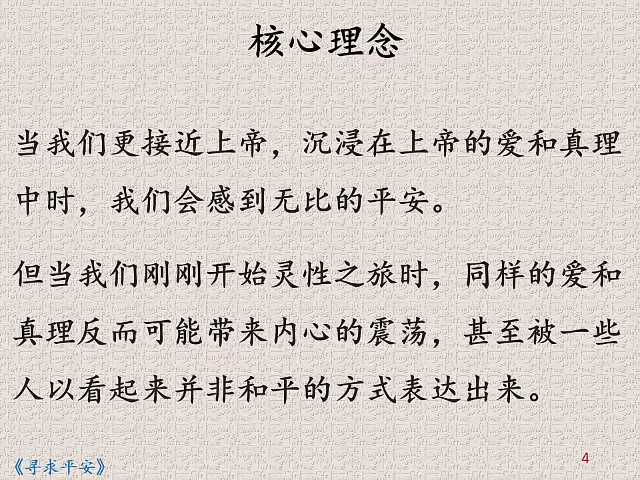 核心理念
当我们更接近上帝，沉浸在上帝的爱和真理
中时，我们会感到无比的平安。
但当我们刚刚开始灵性之旅时，同样的爱和
真理反而可能带来内心的震荡，甚至被一些
人以看起来并非和平的方式表达出来。
《寻求平安》
4